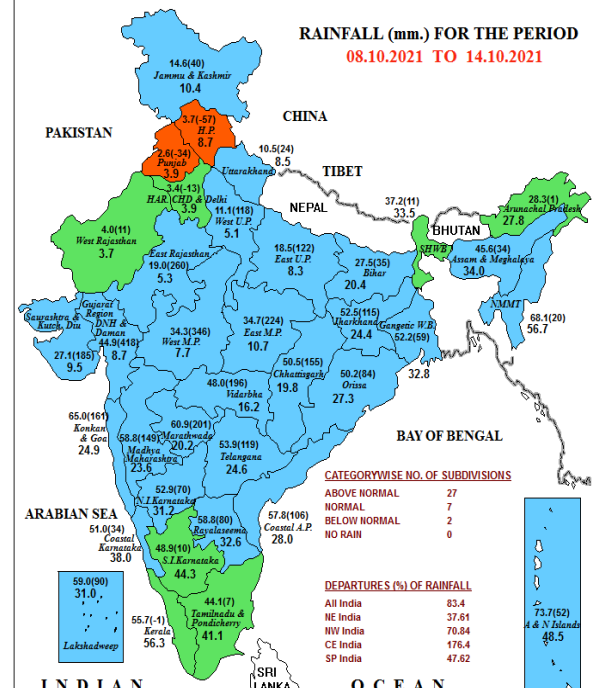 RAINFALL (mm.) FOR THE PERIOD
08.10.2021 TO 14.10.2021
14.6(40)
Jammu & Kashmir
10.4
CHINA
PAKISTAN
3.7(-57)
H.P.
8.7
2.6(-34)
Punjab
3.9
10.5(24)
8.5
Uttarakhand
TIBET
3.4(-13)
HAR. CHD & Delhi
3.9
11.1(118)
West U.P.
5.1
NEPAL
37.2(11)
33.5
28.3(1)
Arunachal Pradesh
27.8
BHUTAN
4.0(11)
West Rajasthan
3.7
East Rajasthan
19.0(260)
5.3
18.5(122)
East U.P.
8.3
27.5(35)
Bihar
20.4
SHWB
45.6(34)
Assam & Meghalaya
34.0
NMMT
68.1(20)
56.7
Saurashtra &
Kutch, Diu
27.1(185)
9.5
Gujarat
Region
DNH &
Daman
44.9(418)
8.7
34.3(346)
West M.P.
7.7
34.7(224)
East M.P.
10.7
52.5(115)
Jharkhand
24.4
Gangetic W.B.
52.2(59)
32.8
50.5(155)
Chhattisgarh
19.8
50.2(84)
Orissa
27.3
48.0(196)
Vidarbha
16.2
65.0(161)
Konkan
& Goa
24.9
58.8(149)
Madhya
Maharashtra
23.6
60.9(201)
Marathwada
20.2
53.9(119)
Telangana
24.6
BAY OF BENGAL
ARABIAN SEA
52.9(70)
N.I.Karnataka
31.2
51.0(34)
Coastal
Karnataka
38.0
58.8(80)
Rayalaseema
32.6
57.8(106)
Coastal A.P.
28.0
48.9(10)
S.I.Karnataka
44.3
59.0(90)
31.0
Lakshadweep
55.7(-1)
Kerala
56.3
44.1(7)
Tamilnadu &
Pondicherry
41.1
CATEGORYWISE NO. OF SUBDIVISIONS
ABOVE NORMAL 27
NORMAL 7
BELOW NORMAL 2
NO RAIN 0
DEPARTURES (%) OF RAINFALL
All India 83.4
NE India 37.61
NW India 70.84
CE India 176.4
SP India 47.62
73.7(52)
A & N Islands
48.5
SRI
LANKA
INDIAN OCEAN